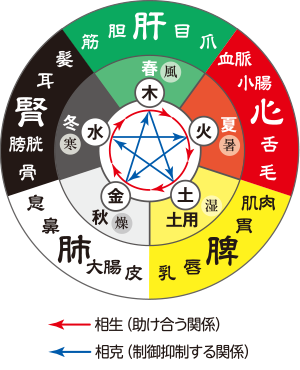 肝
筋 胆 目 爪
春 風
木
心
血脈 小腸 舌 毛
夏 暑
火
脾
肌肉 胃 唇 乳
土用 湿
土
肺
皮 大腸 鼻 息
秋 燥
金
腎
骨 膀胱 耳 髪
冬 寒
水
相生(助け合う関係)
相克(制御抑制する関係)